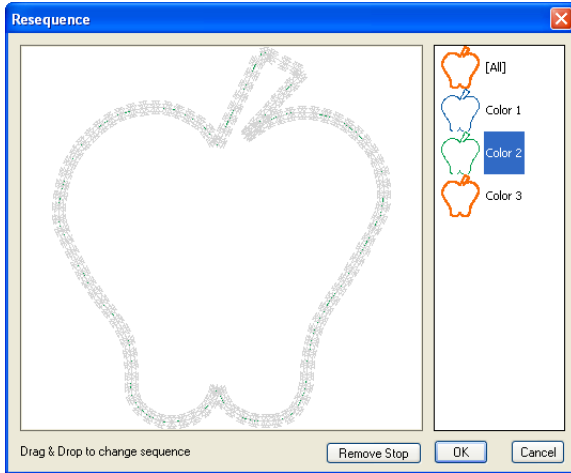 Resequence
[All]
Color 1
Color 2
Color 3
Drag & Drop to change sequence
Remove Stop
OK
Cancel